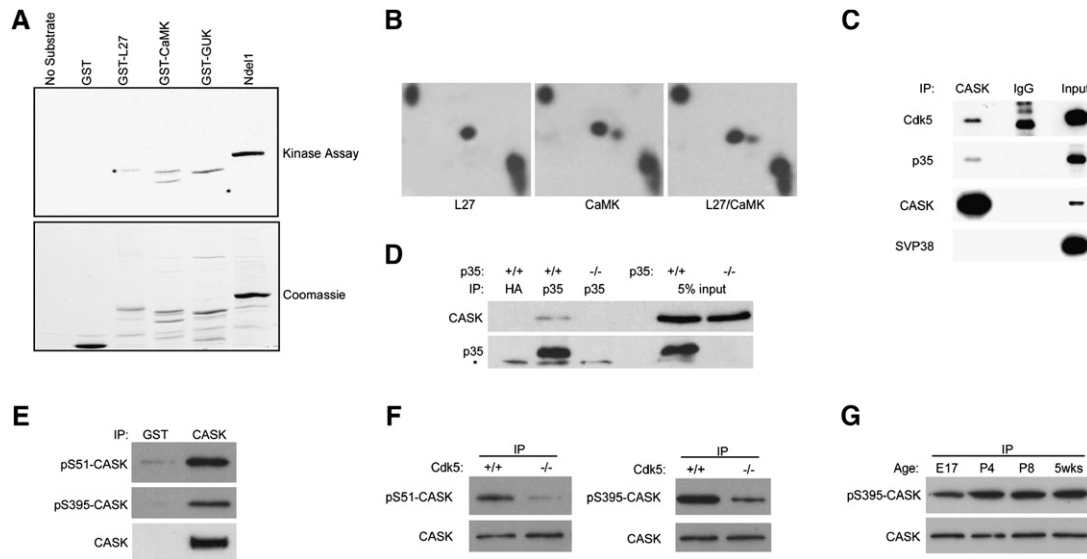 A
No Substrate
GST
GST-L27
GST-CaMK
GST-GUK
Ndel1
Kinase Assay
Coomassie
B
L27
CaMK
L27/CaMK
C
IP: CASK IgG Input
Cdk5
p35
CASK
SVP38
D
p35: +/+ +/+ -/- p35: +/+ -/-
IP: HA p35 p35 5% input
CASK
p35
*
E
IP: GST CASK
pS51-CASK
pS395-CASK
CASK
F
IP
Cdk5: +/+ -/-
pS51-CASK
CASK
IP
Cdk5: +/+ -/-
pS395-CASK
CASK
G
IP
Age: E17 P4 P8 5wks
pS395-CASK
CASK